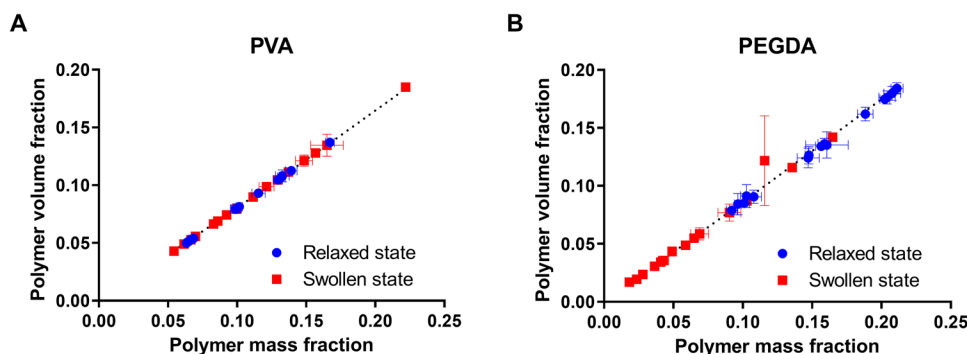 A
PVA
Polymer volume fraction
0.20
0.15
0.10
0.05
0.00
Relaxed state
Swollen state
0.00 0.05 0.10 0.15 0.20 0.25
Polymer mass fraction
B
PEGDA
Polymer volume fraction
0.20
0.15
0.10
0.05
0.00
Relaxed state
Swollen state
0.00 0.05 0.10 0.15 0.20 0.25
Polymer mass fraction